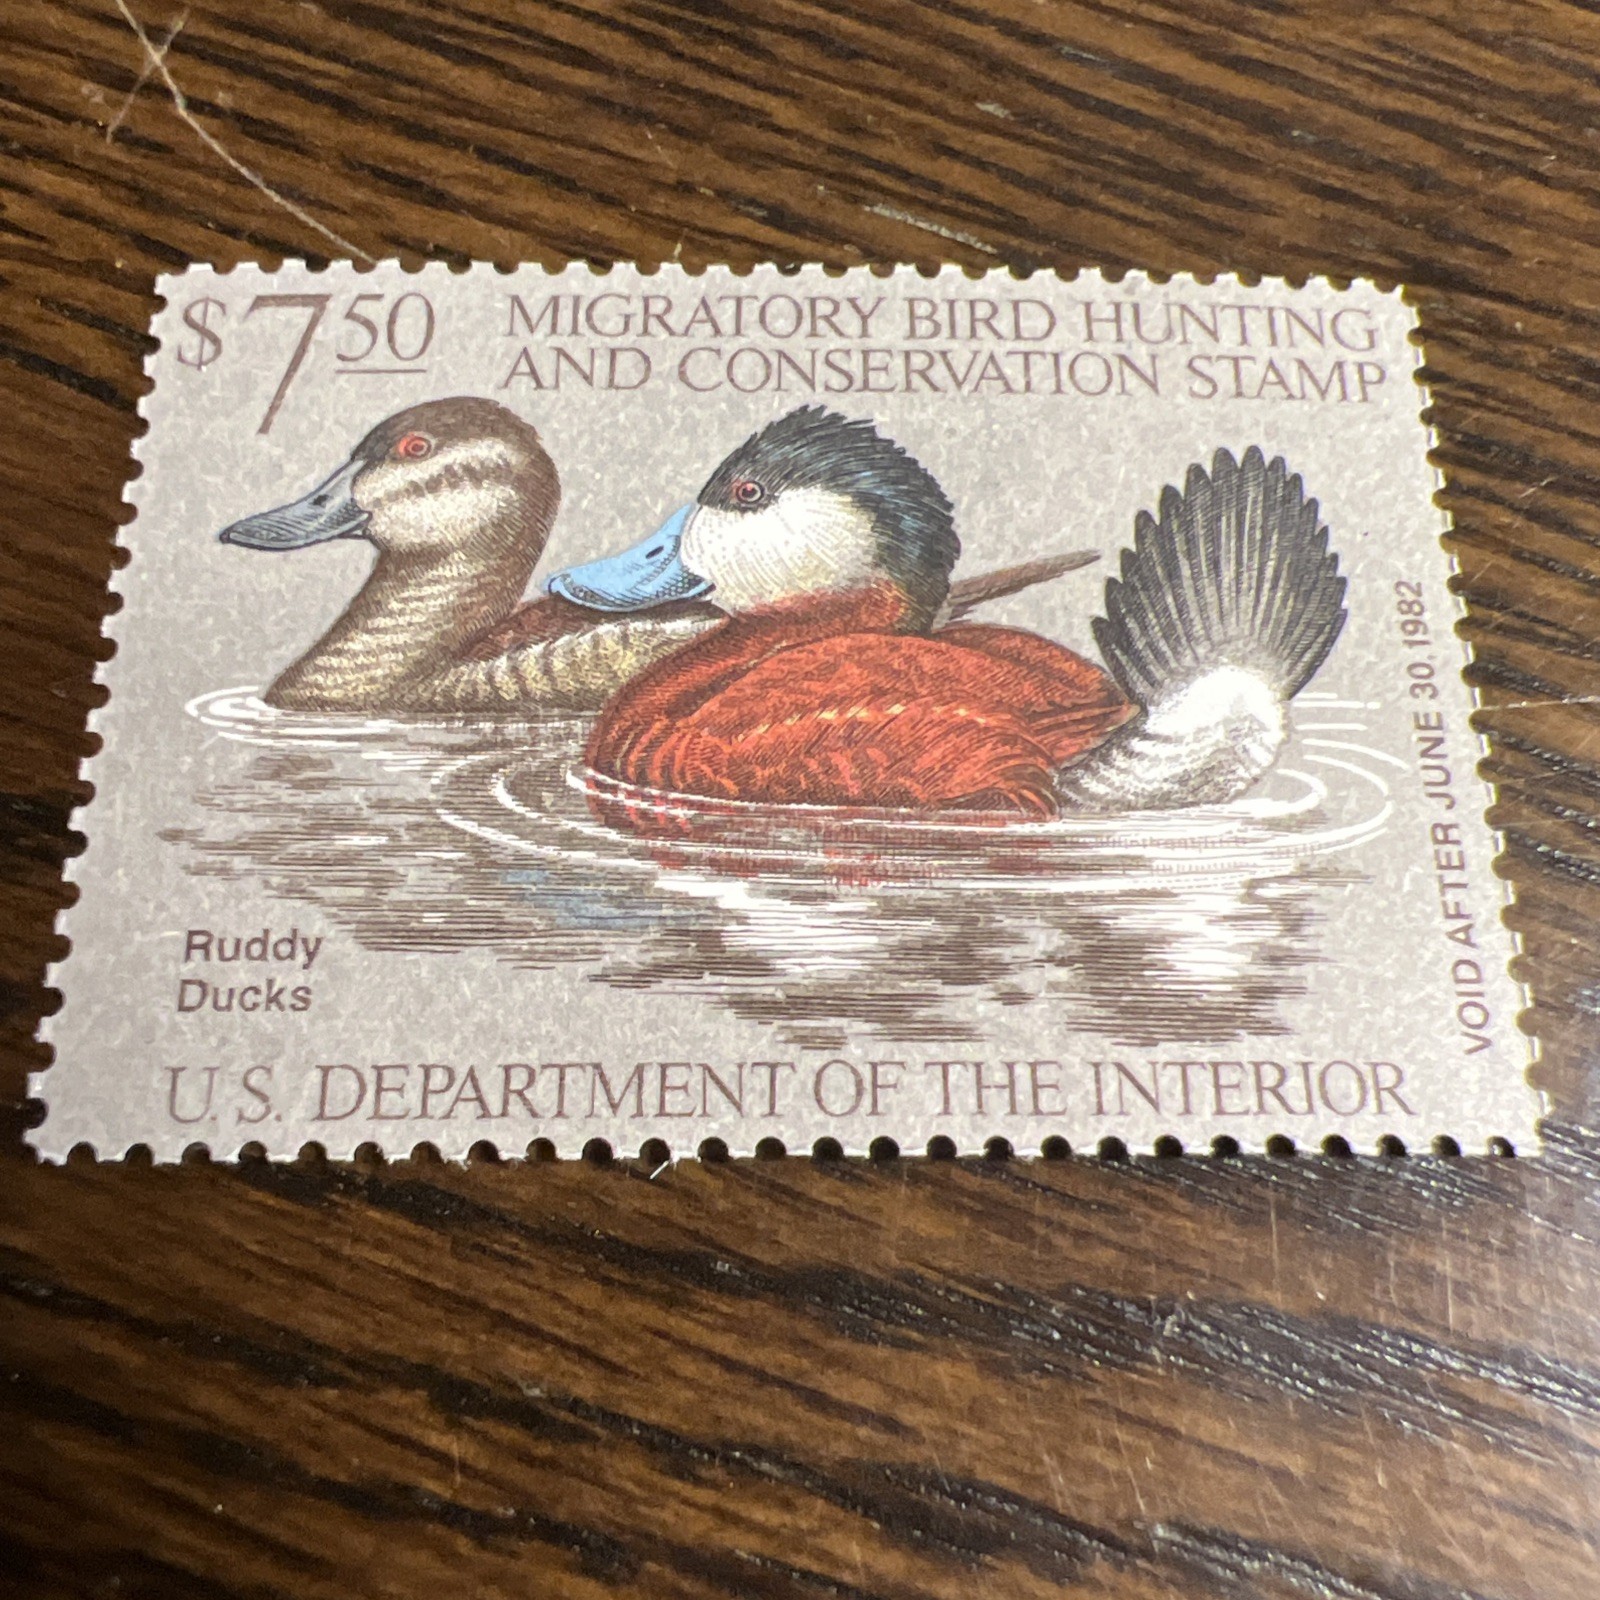 $7.50
MIGRATORY BIRD HUNTING
AND CONSERVATION STAMP
VOID AFTER JUNE 30, 1982
Ruddy
Ducks
U.S. DEPARTMENT OF THE INTERIOR